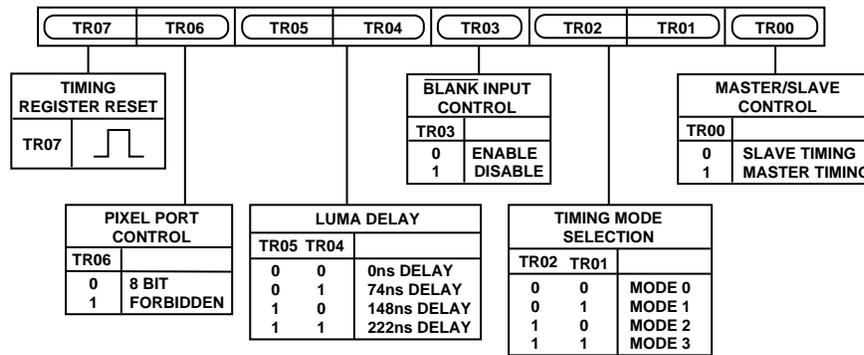 TR07 TR06 TR05 TR04 TR03 TR02 TR01 TR00
TIMING
REGISTER RESET
TR07
BLANK INPUT
CONTROL
TR03
0 ENABLE
1 DISABLE
MASTER/SLAVE
CONTROL
TR00
0 SLAVE TIMING
1 MASTER TIMING
PIXEL PORT
CONTROL
TR06
0 8 BIT
1 FORBIDDEN
LUMA DELAY
TR05 TR04
0 0 0ns DELAY
0 1 74ns DELAY
1 0 148ns DELAY
1 1 222ns DELAY
TIMING MODE
SELECTION
TR02 TR01
0 0 MODE 0
0 1 MODE 1
1 0 MODE 2
1 1 MODE 3